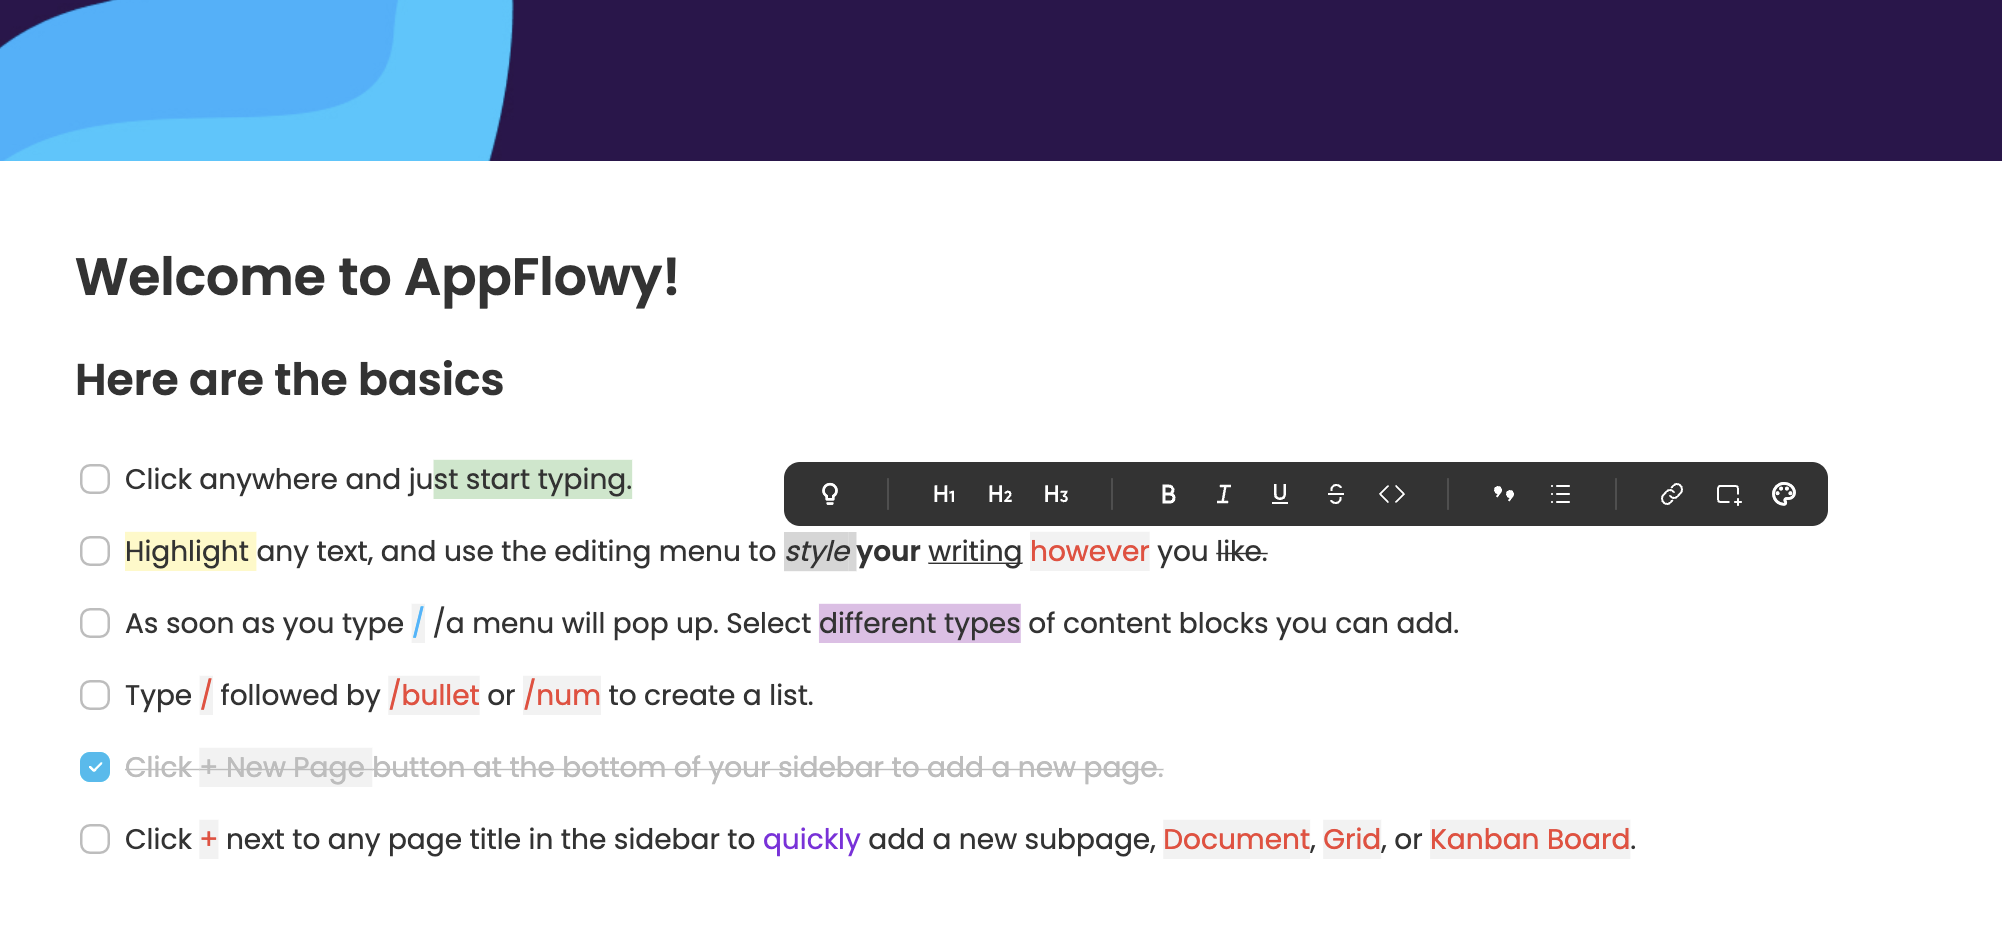 Welcome to AppFlowy!
Here are the basics
Click anywhere and just start typing.
H1 H2 H3 B I U S
Highlight any text, and use the editing menu to style your writing however you like.
As soon as you type / /a menu will pop up. Select different types of content blocks you can add.
Type / followed by /bullet or /num to create a list.
Click + New Page button at the bottom of your sidebar to add a new page.
Click + next to any page title in the sidebar to quickly add a new subpage, Document, Grid, or Kanban Board.